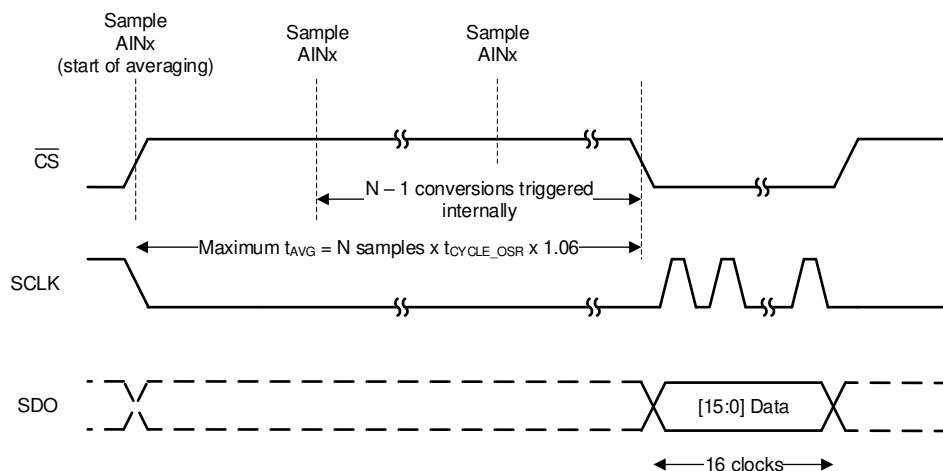 Sample
AINx
(start of averaging)
Sample
AINx
Sample
AINx
CS
N – 1 conversions triggered
internally
Maximum tAVG = N samples x tCYCLE_OSR x 1.06
SCLK
SDO
[15:0] Data
16 clocks